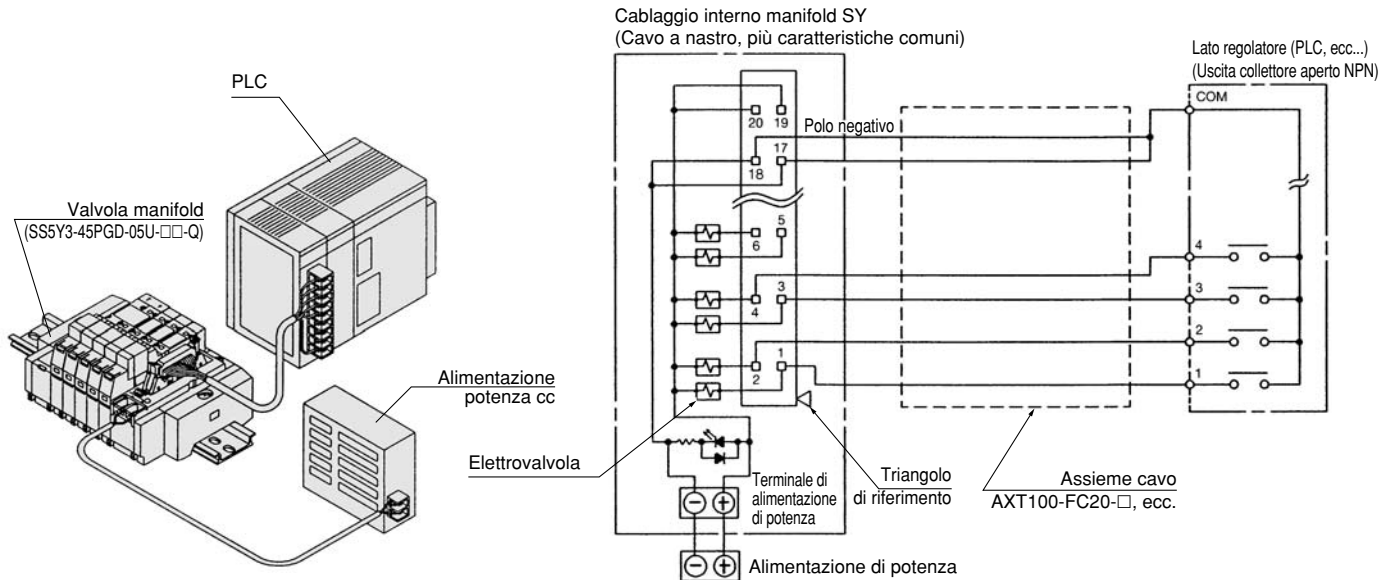 Cablaggio interno manifold SY
(Cavo a nastro, più caratteristiche comuni)
Lato regolatore (PLC, ecc...)
(Uscita collettore aperto NPN)
PLC
COM
20 19
Polo negativo
17
18
Valvola manifold
(SS5Y3-45PGD-05U-□□-Q)
5
6
4
3
4
3
2
1
2
1
Alimentazione
potenza cc
Elettrovalvola
Terminale di
alimentazione
di potenza
Triangolo
di riferimento
Assieme cavo
AXT100-FC20-□, ecc.
− +
− +
Alimentazione di potenza